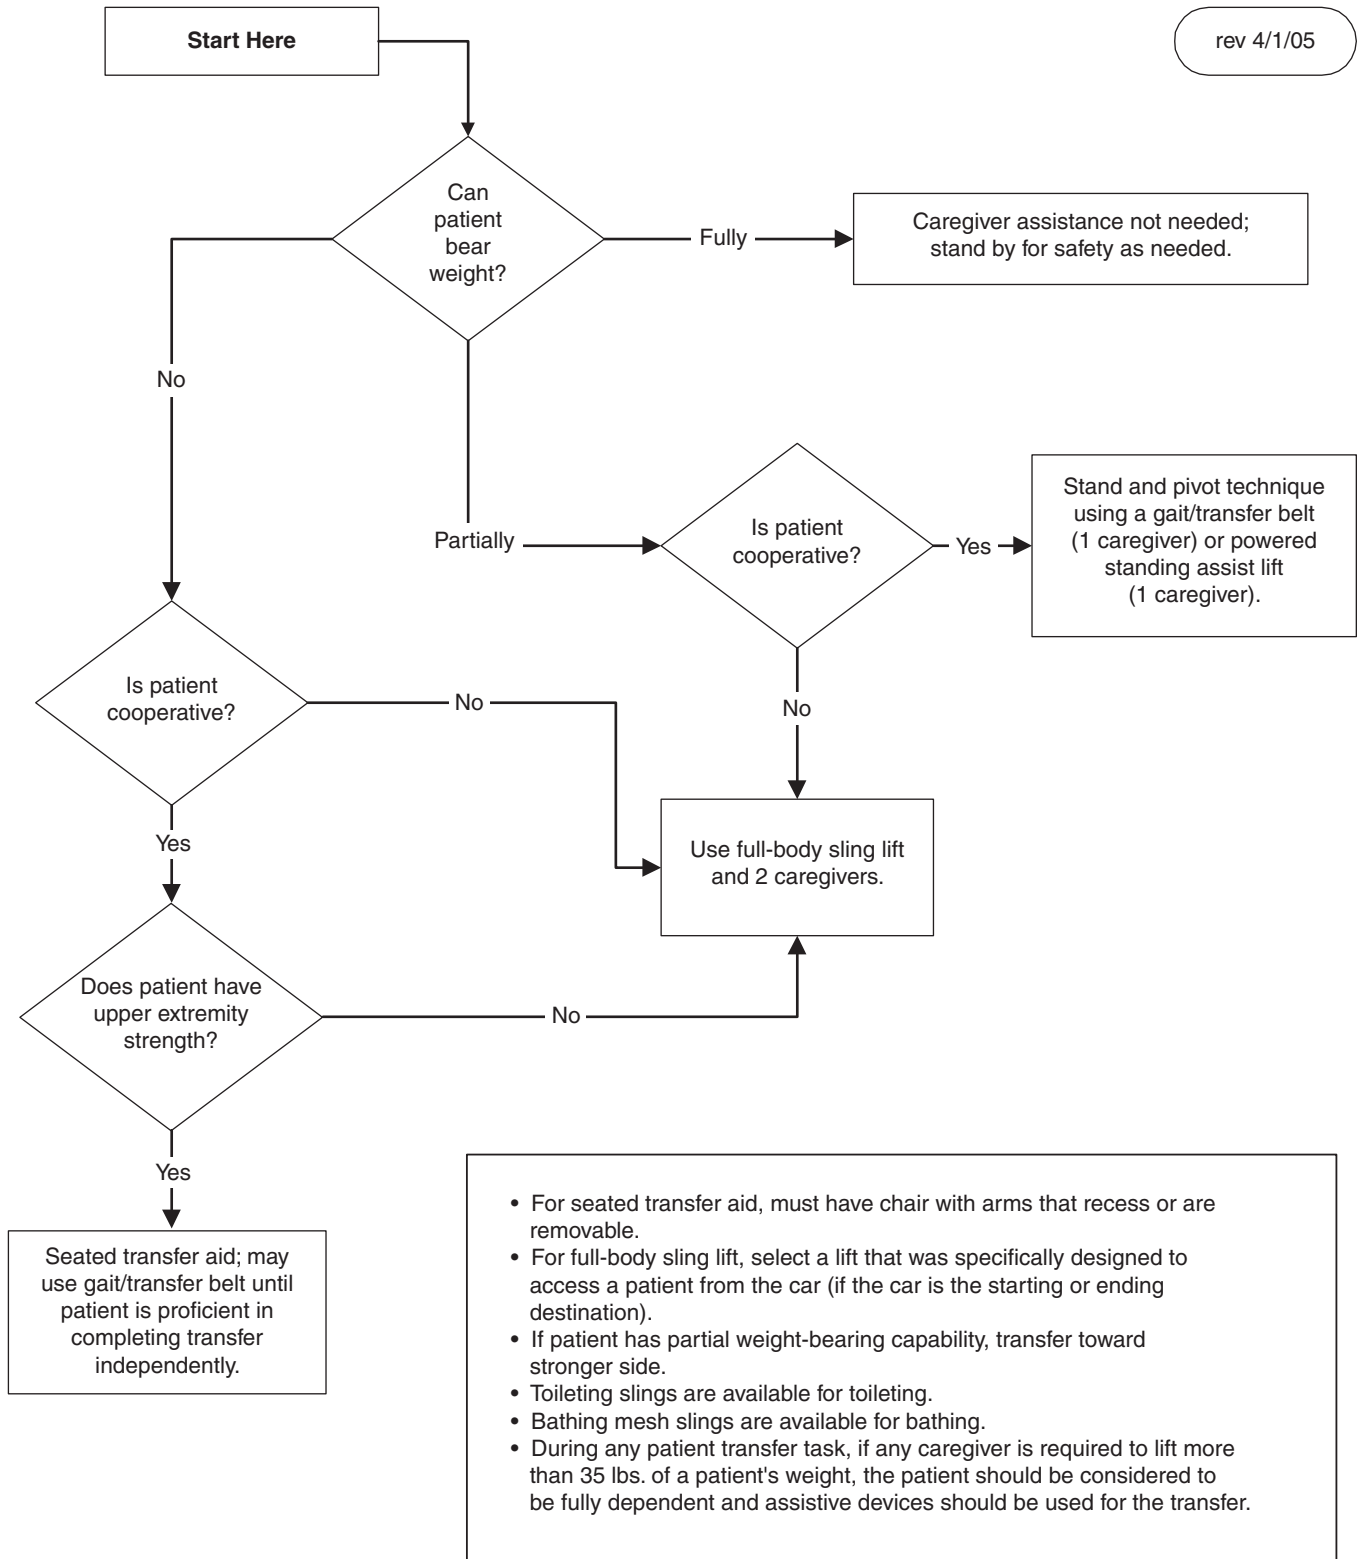 Start Here
rev 4/1/05
Can
patient
bear
weight?
Fully
Caregiver assistance not needed;
stand by for safety as needed.
No
Partially
Is patient
cooperative?
Yes
Stand and pivot technique
using a gait/transfer belt
(1 caregiver) or powered
standing assist lift
(1 caregiver).
Is patient
cooperative?
No
No
Yes
Use full-body sling lift
and 2 caregivers.
Does patient have
upper extremity
strength?
No
Yes
Seated transfer aid; may
use gait/transfer belt until
patient is proficient in
completing transfer
independently.
• For seated transfer aid, must have chair with arms that recess or are
removable.
• For full-body sling lift, select a lift that was specifically designed to
access a patient from the car (if the car is the starting or ending
destination).
• If patient has partial weight-bearing capability, transfer toward
stronger side.
• Toileting slings are available for toileting.
• Bathing mesh slings are available for bathing.
• During any patient transfer task, if any caregiver is required to lift more
than 35 lbs. of a patient's weight, the patient should be considered to
be fully dependent and assistive devices should be used for the transfer.